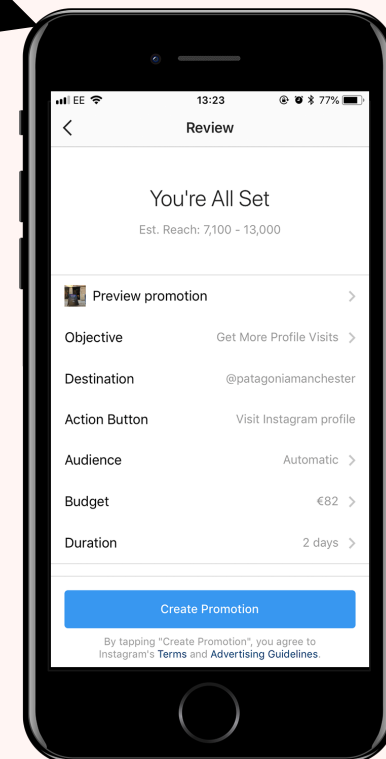 EE 13:23 77%
Review
You're All Set
Est. Reach: 7,100 - 13,000
Preview promotion
Objective Get More Profile Visits
Destination @patagoniamanchester
Action Button Visit Instagram profile
Audience Automatic
Budget €82
Duration 2 days
Create Promotion
By tapping "Create Promotion", you agree to
Instagram's Terms and Advertising Guidelines.